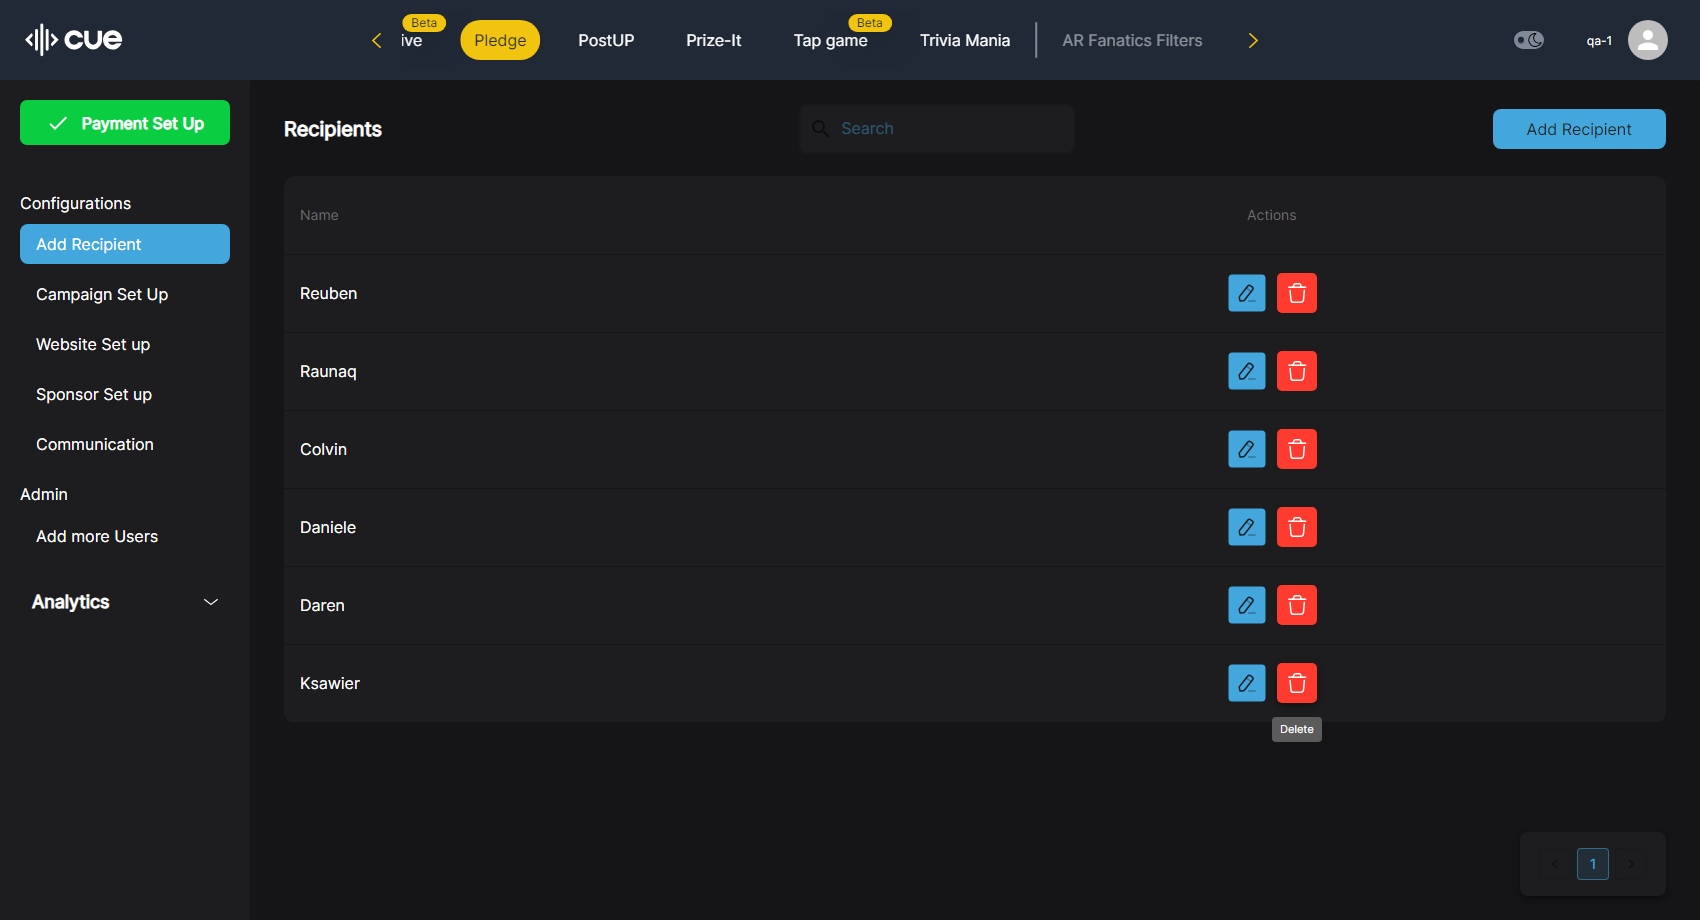 cue
Beta
Beta
ive
Pledge
PostUP
Prize-It
Tap game
Trivia Mania
AR Fanatics Filters
qa-1
Payment Set Up
Recipients
Search
Add Recipient
Configurations
Add Recipient
Campaign Set Up
Website Set up
Sponsor Set up
Communication
Admin
Add more Users
Analytics
Name
Actions
Reuben
Raunaq
Colvin
Daniele
Daren
Ksawier
Delete
1